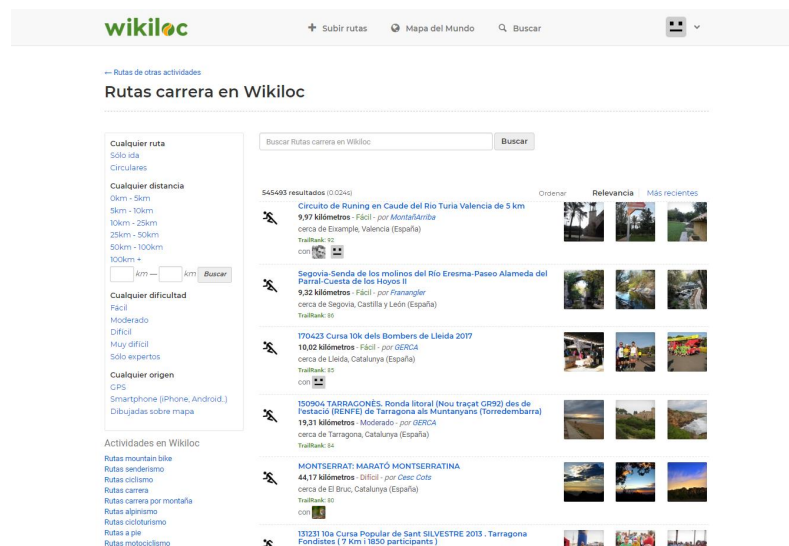 wikiloc
Subir rutas
Mapa del Mundo
Buscar
← Rutas de otras actividades
Rutas carrera en Wikiloc
Cualquier ruta
Sólo ida
Circulares
Cualquier distancia
0km - 5km
5km - 10km
10km - 25km
25km - 50km
50km - 100km
100km +
km — km Buscar
Cualquier dificultad
Fácil
Moderado
Difícil
Muy difícil
Sólo expertos
Cualquier origen
GPS
Smartphone (iPhone, Android..)
Dibujadas sobre mapa
Actividades en Wikiloc
Rutas mountain bike
Rutas senderismo
Rutas ciclismo
Rutas carrera
Rutas carrera por montaña
Rutas alpinismo
Rutas cicloturismo
Rutas a pie
Rutas motociclismo
Buscar Rutas carrera en Wikiloc
Buscar
545493 resultados (0.024s)
Ordenar Relevancia Más recientes
Circuito de Runing en Caude del Rio Turia Valencia de 5 km
9,97 kilómetros - Fácil - por MontañArriba
cerca de Eixample, Valencia (España)
TrailRank: 92
con
Segovia-Senda de los molinos del Río Eresma-Paseo Alameda del
Parral-Cuesta de los Hoyos II
9,32 kilómetros - Fácil - por Franangler
cerca de Segovia, Castilla y León (España)
TrailRank: 86
170423 Cursa 10k dels Bombers de Lleida 2017
10,02 kilómetros - Fácil - por GERCA
cerca de Lleida, Catalunya (España)
TrailRank: 85
con
150904 TARRAGONÈS. Ronda litoral (Nou traçat GR92) des de
l'estació (RENFE) de Tarragona als Muntanyans (Torredembarra)
19,31 kilómetros - Moderado - por GERCA
cerca de Tarragona, Catalunya (España)
TrailRank: 84
MONTSERRAT: MARATÓ MONTSERRATINA
44,17 kilómetros - Difícil - por Cesc Cots
cerca de El Bruc, Catalunya (España)
TrailRank: 80
con
131231 10a Cursa Popular de Sant SILVESTRE 2013 . Tarragona
Fondistes ( 7 Km i 1850 participants )